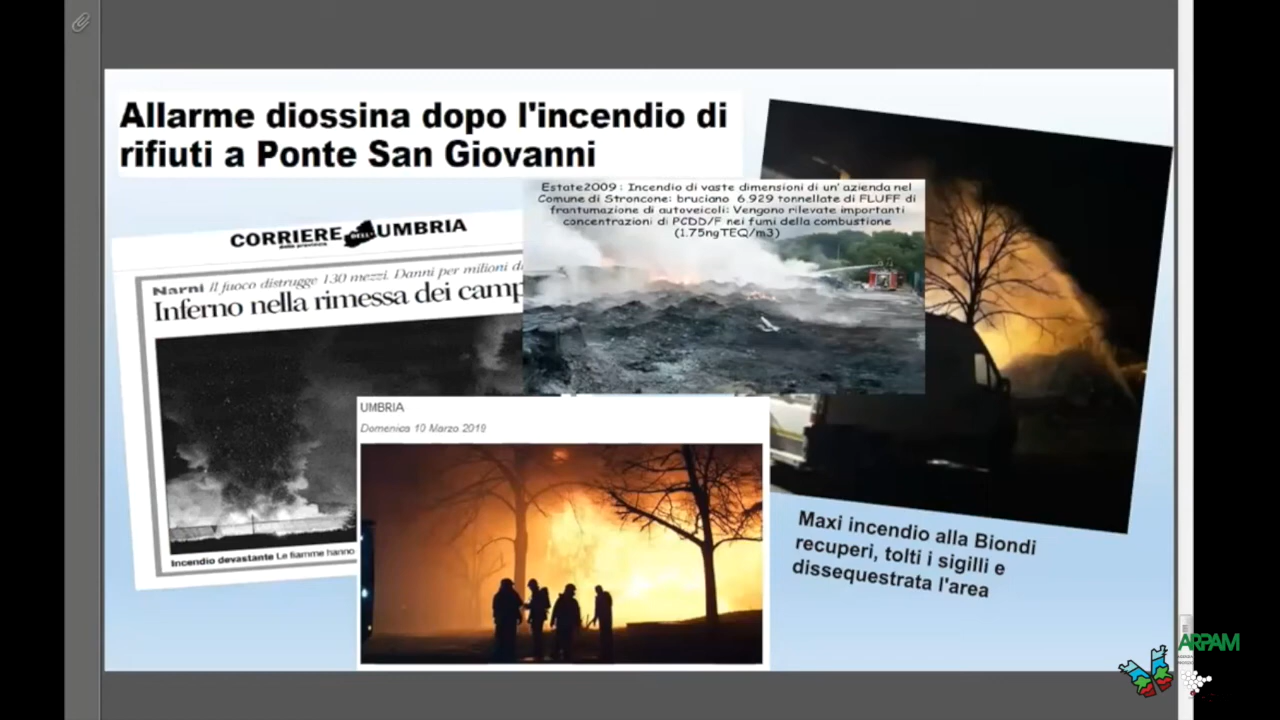 Allarme diossina dopo l'incendio di
rifiuti a Ponte San Giovanni
Estate2009 : Incendio di vaste dimensioni di un' azienda nel
Comune di Stroncone: bruciano 6.929 tonnellate di FLUFF di
frantumazione di autoveicoli: Vengono rilevate importanti
concentrazioni di PCDD/F nei fumi della combustione
(1.75ngTEQ/m3)
CORRIERE DELL'UMBRIA
Narni Il fuoco distrugge 130 mezzi. Danni per milioni di
Inferno nella rimessa dei camp
Incendio devastante Le fiamme hanno
UMBRIA
Domenica 10 Marzo 2019
Maxi incendio alla Biondi
recuperi, tolti i sigilli e
dissequestrata l'area
ARPAM